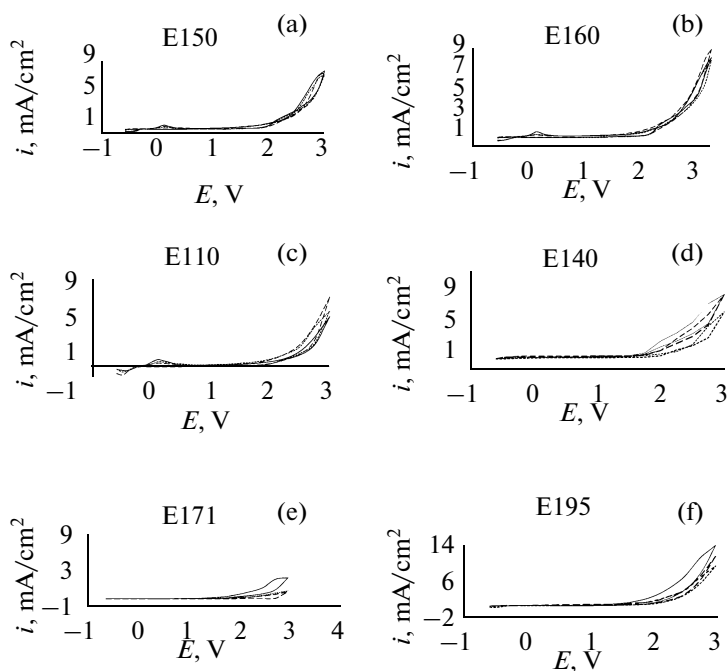 E150 (a)
9
5
1
i, mA/cm²
−1 0 1 2 3
E, V
E160 (b)
9
7
5
3
1
i, mA/cm²
−1 0 1 2 3
E, V
E110 (c)
9
5
1
−1
i, mA/cm²
0 1 2 3
E, V
E140 (d)
9
5
1
i, mA/cm²
−1 0 1 2 3
E, V
E171 (e)
9
3
−1
i, mA/cm²
0 1 2 3 4
E, V
E195 (f)
14
6
−2
i, mA/cm²
−1 0 1 2 3
E, V